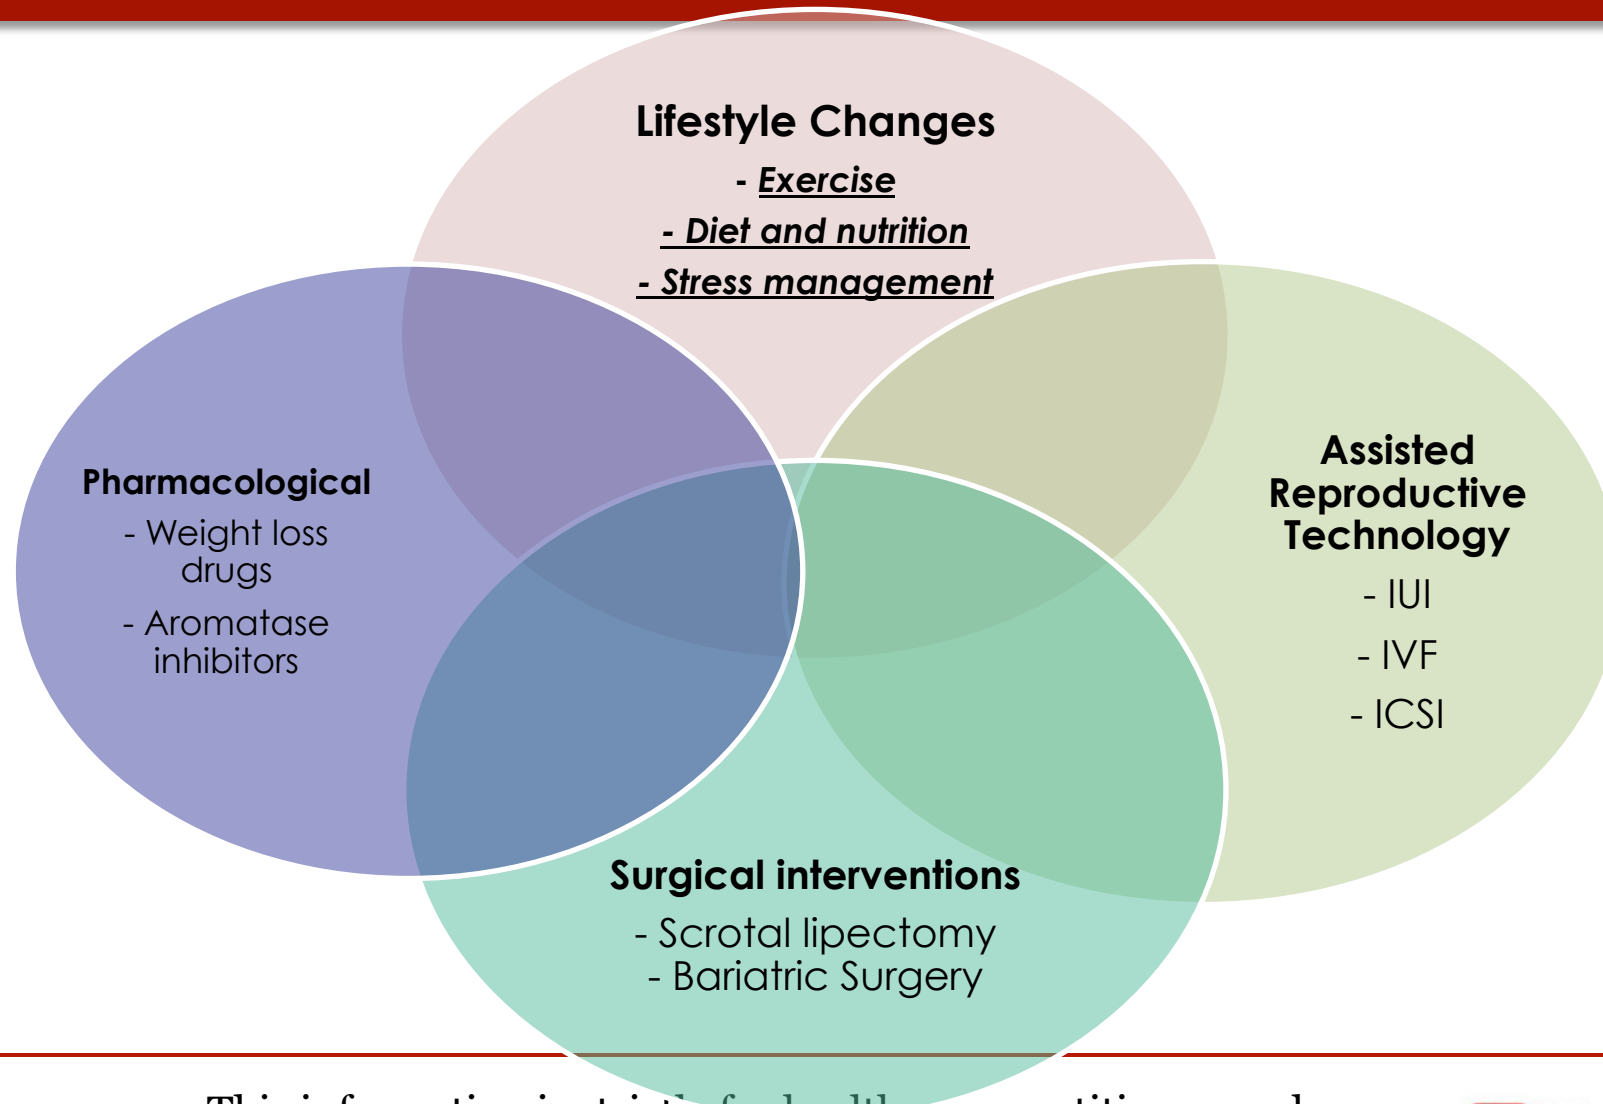 Lifestyle Changes
- Exercise
- Diet and nutrition
- Stress management
Pharmacological
- Weight loss
drugs
- Aromatase
inhibitors
Assisted
Reproductive
Technology
- IUI
- IVF
- ICSI
Surgical interventions
- Scrotal lipectomy
- Bariatric Surgery